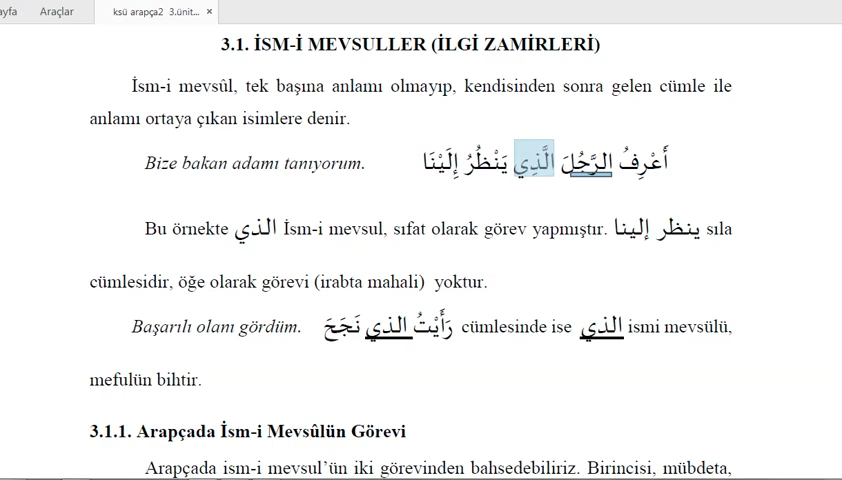 ayfa Araçlar ksü arapça2 3.ünit... ×
3.1. İSM-İ MEVSULLER (İLGİ ZAMİRLERİ)
İsm-i mevsûl, tek başına anlamı olmayıp, kendisinden sonra gelen cümle ile
anlamı ortaya çıkan isimlere denir.
Bize bakan adamı tanıyorum. أَعْرِفُ الرَّجُلَ الَّذِي يَنْظُرُ إِلَيْنَا
Bu örnekte الذي İsm-i mevsul, sıfat olarak görev yapmıştır. ينظر إلينا sıla
cümlesidir, öğe olarak görevi (irabta mahali) yoktur.
Başarılı olanı gördüm. رَأَيْتُ الذي نَجَحَ cümlesinde ise الذي ismi mevsülü,
mefulün bihtir.
3.1.1. Arapçada İsm-i Mevsûlün Görevi
Arapçada ism-i mevsul’ün iki görevinden bahsedebiliriz. Birincisi, mübdeta,